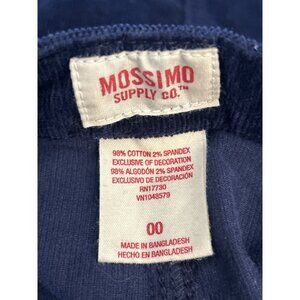 MOSSIMO
SUPPLY CO.™
98% COTTON 2% SPANDEX
EXCLUSIVE OF DECORATION
98% ALGODÓN 2% SPANDEX
EXCLUSIVO DE DECORACIÓN
RN17730
VN1048579
00
MADE IN BANGLADESH
HECHO EN BANGLADESH